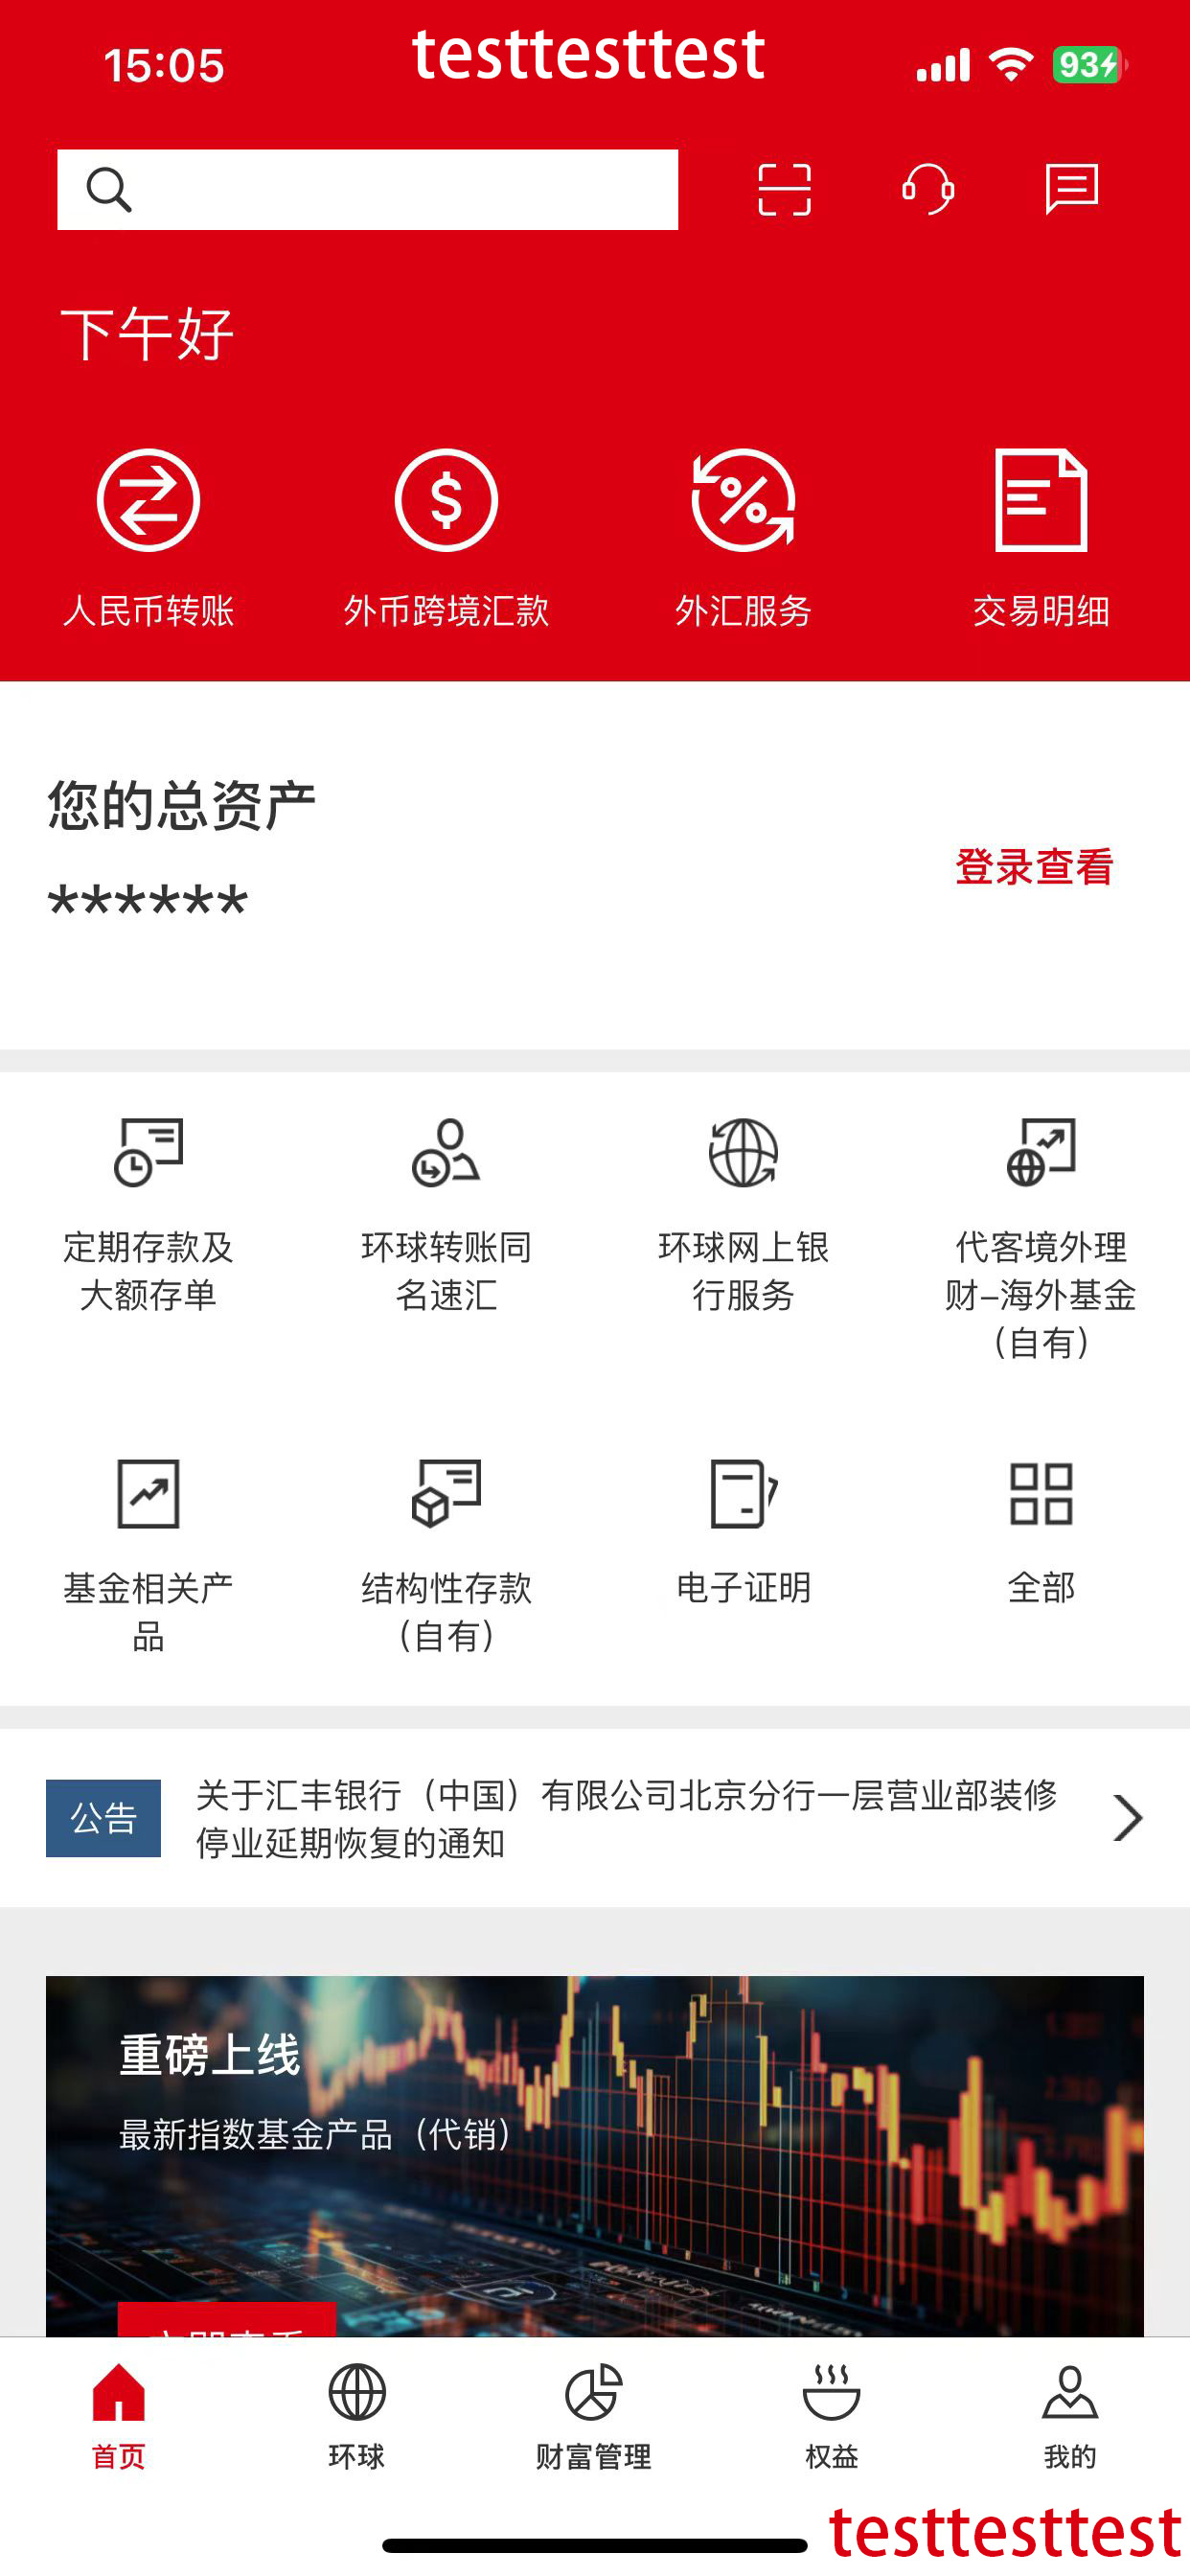 15:05
testtesttest
93
下午好
人民币转账 外币跨境汇款 外汇服务 交易明细
您的总资产
******
登录查看
定期存款及 环球转账同 环球网上银 代客境外理
大额存单 名速汇 行服务 财-海外基金
（自有）
基金相关产 结构性存款 电子证明 全部
品 （自有）
公告
关于汇丰银行（中国）有限公司北京分行一层营业部装修
停业延期恢复的通知
重磅上线
最新指数基金产品（代销）
首页 环球 财富管理 权益 我的
testtesttest